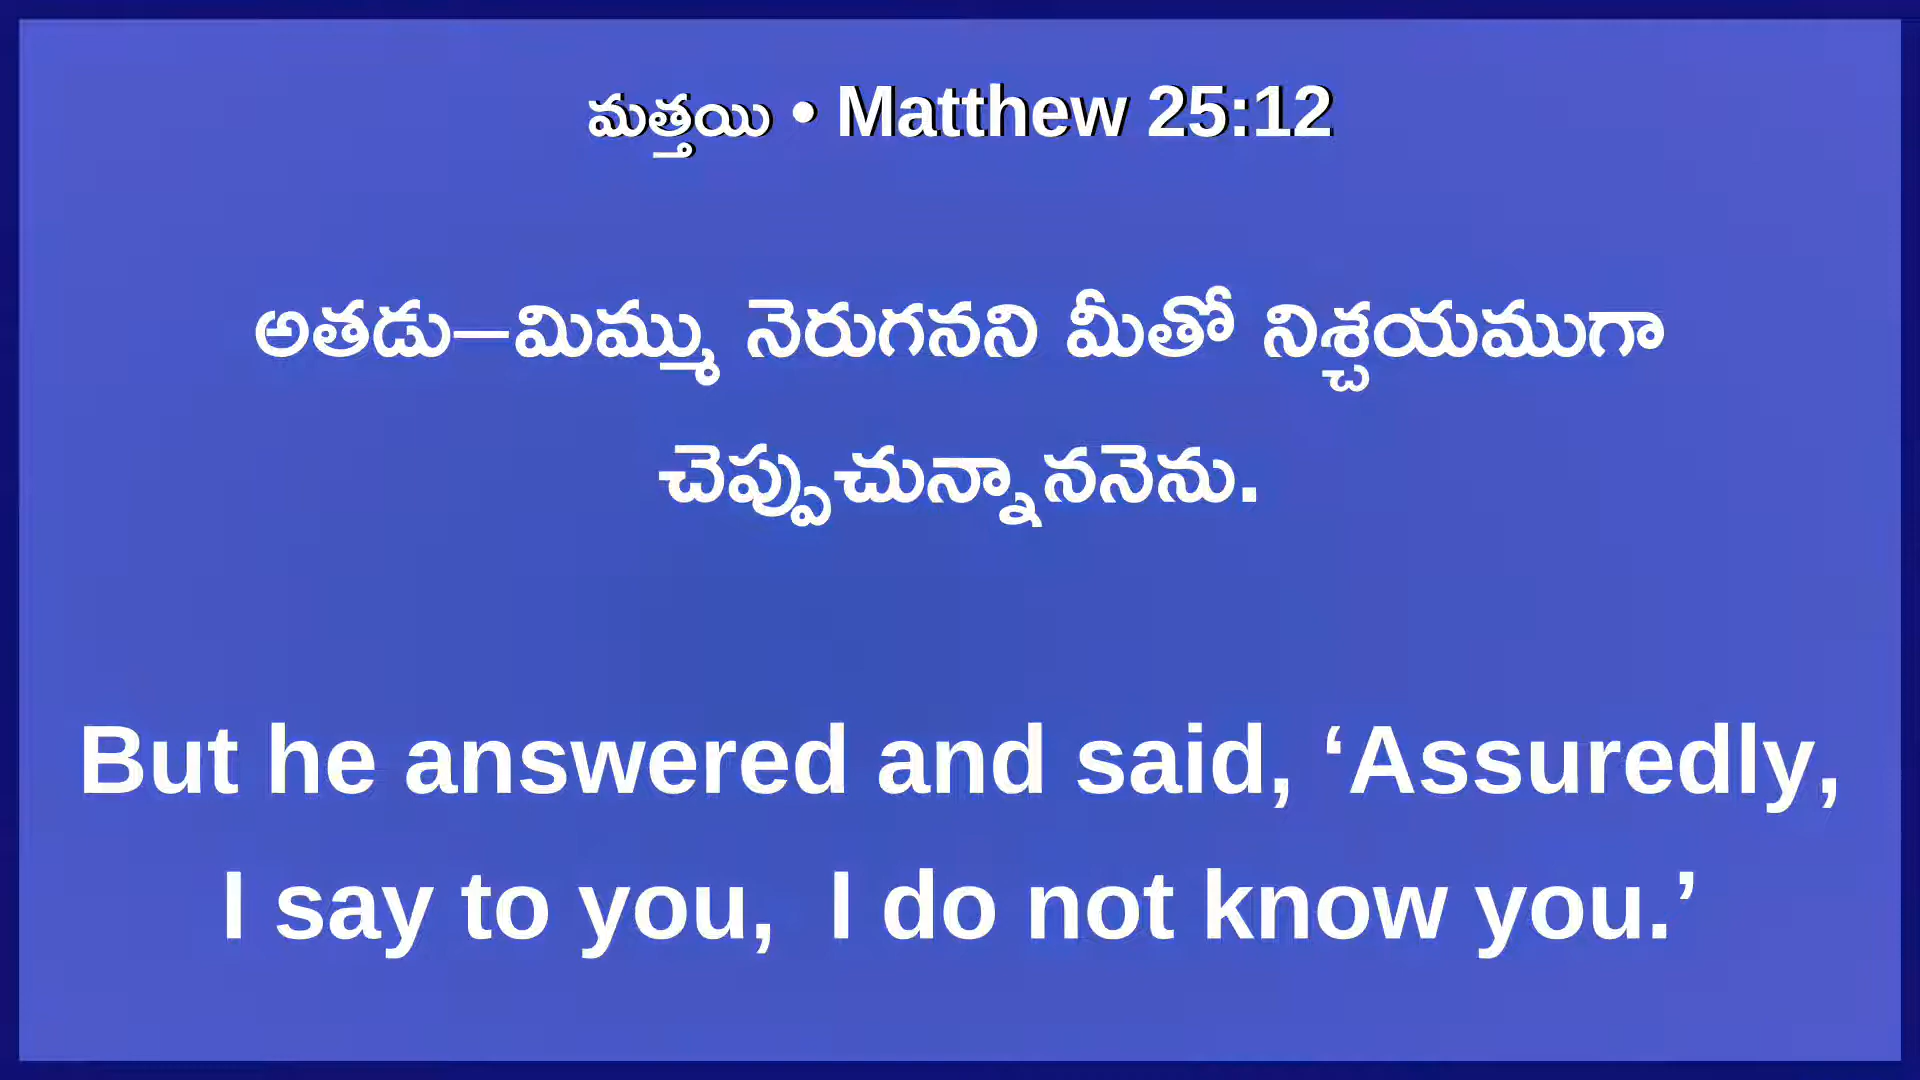 మత్తయి • Matthew 25:12
అతడు—మిమ్ము నెరుగనని మీతో నిశ్చయముగా
చెప్పుచున్నాననెను.
But he answered and said, ‘Assuredly,
I say to you,  I do not know you.’